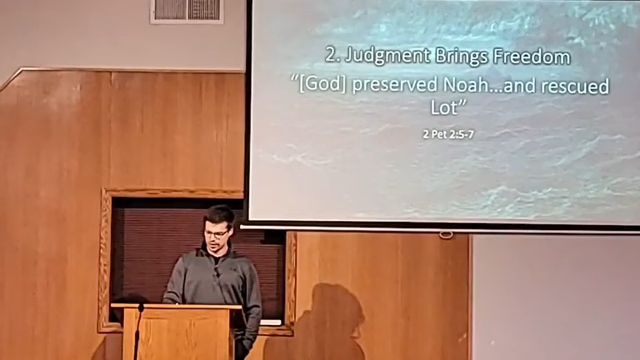 2. Judgment Brings Freedom
“[God] preserved Noah...and rescued
Lot”
2 Pet 2:5-7